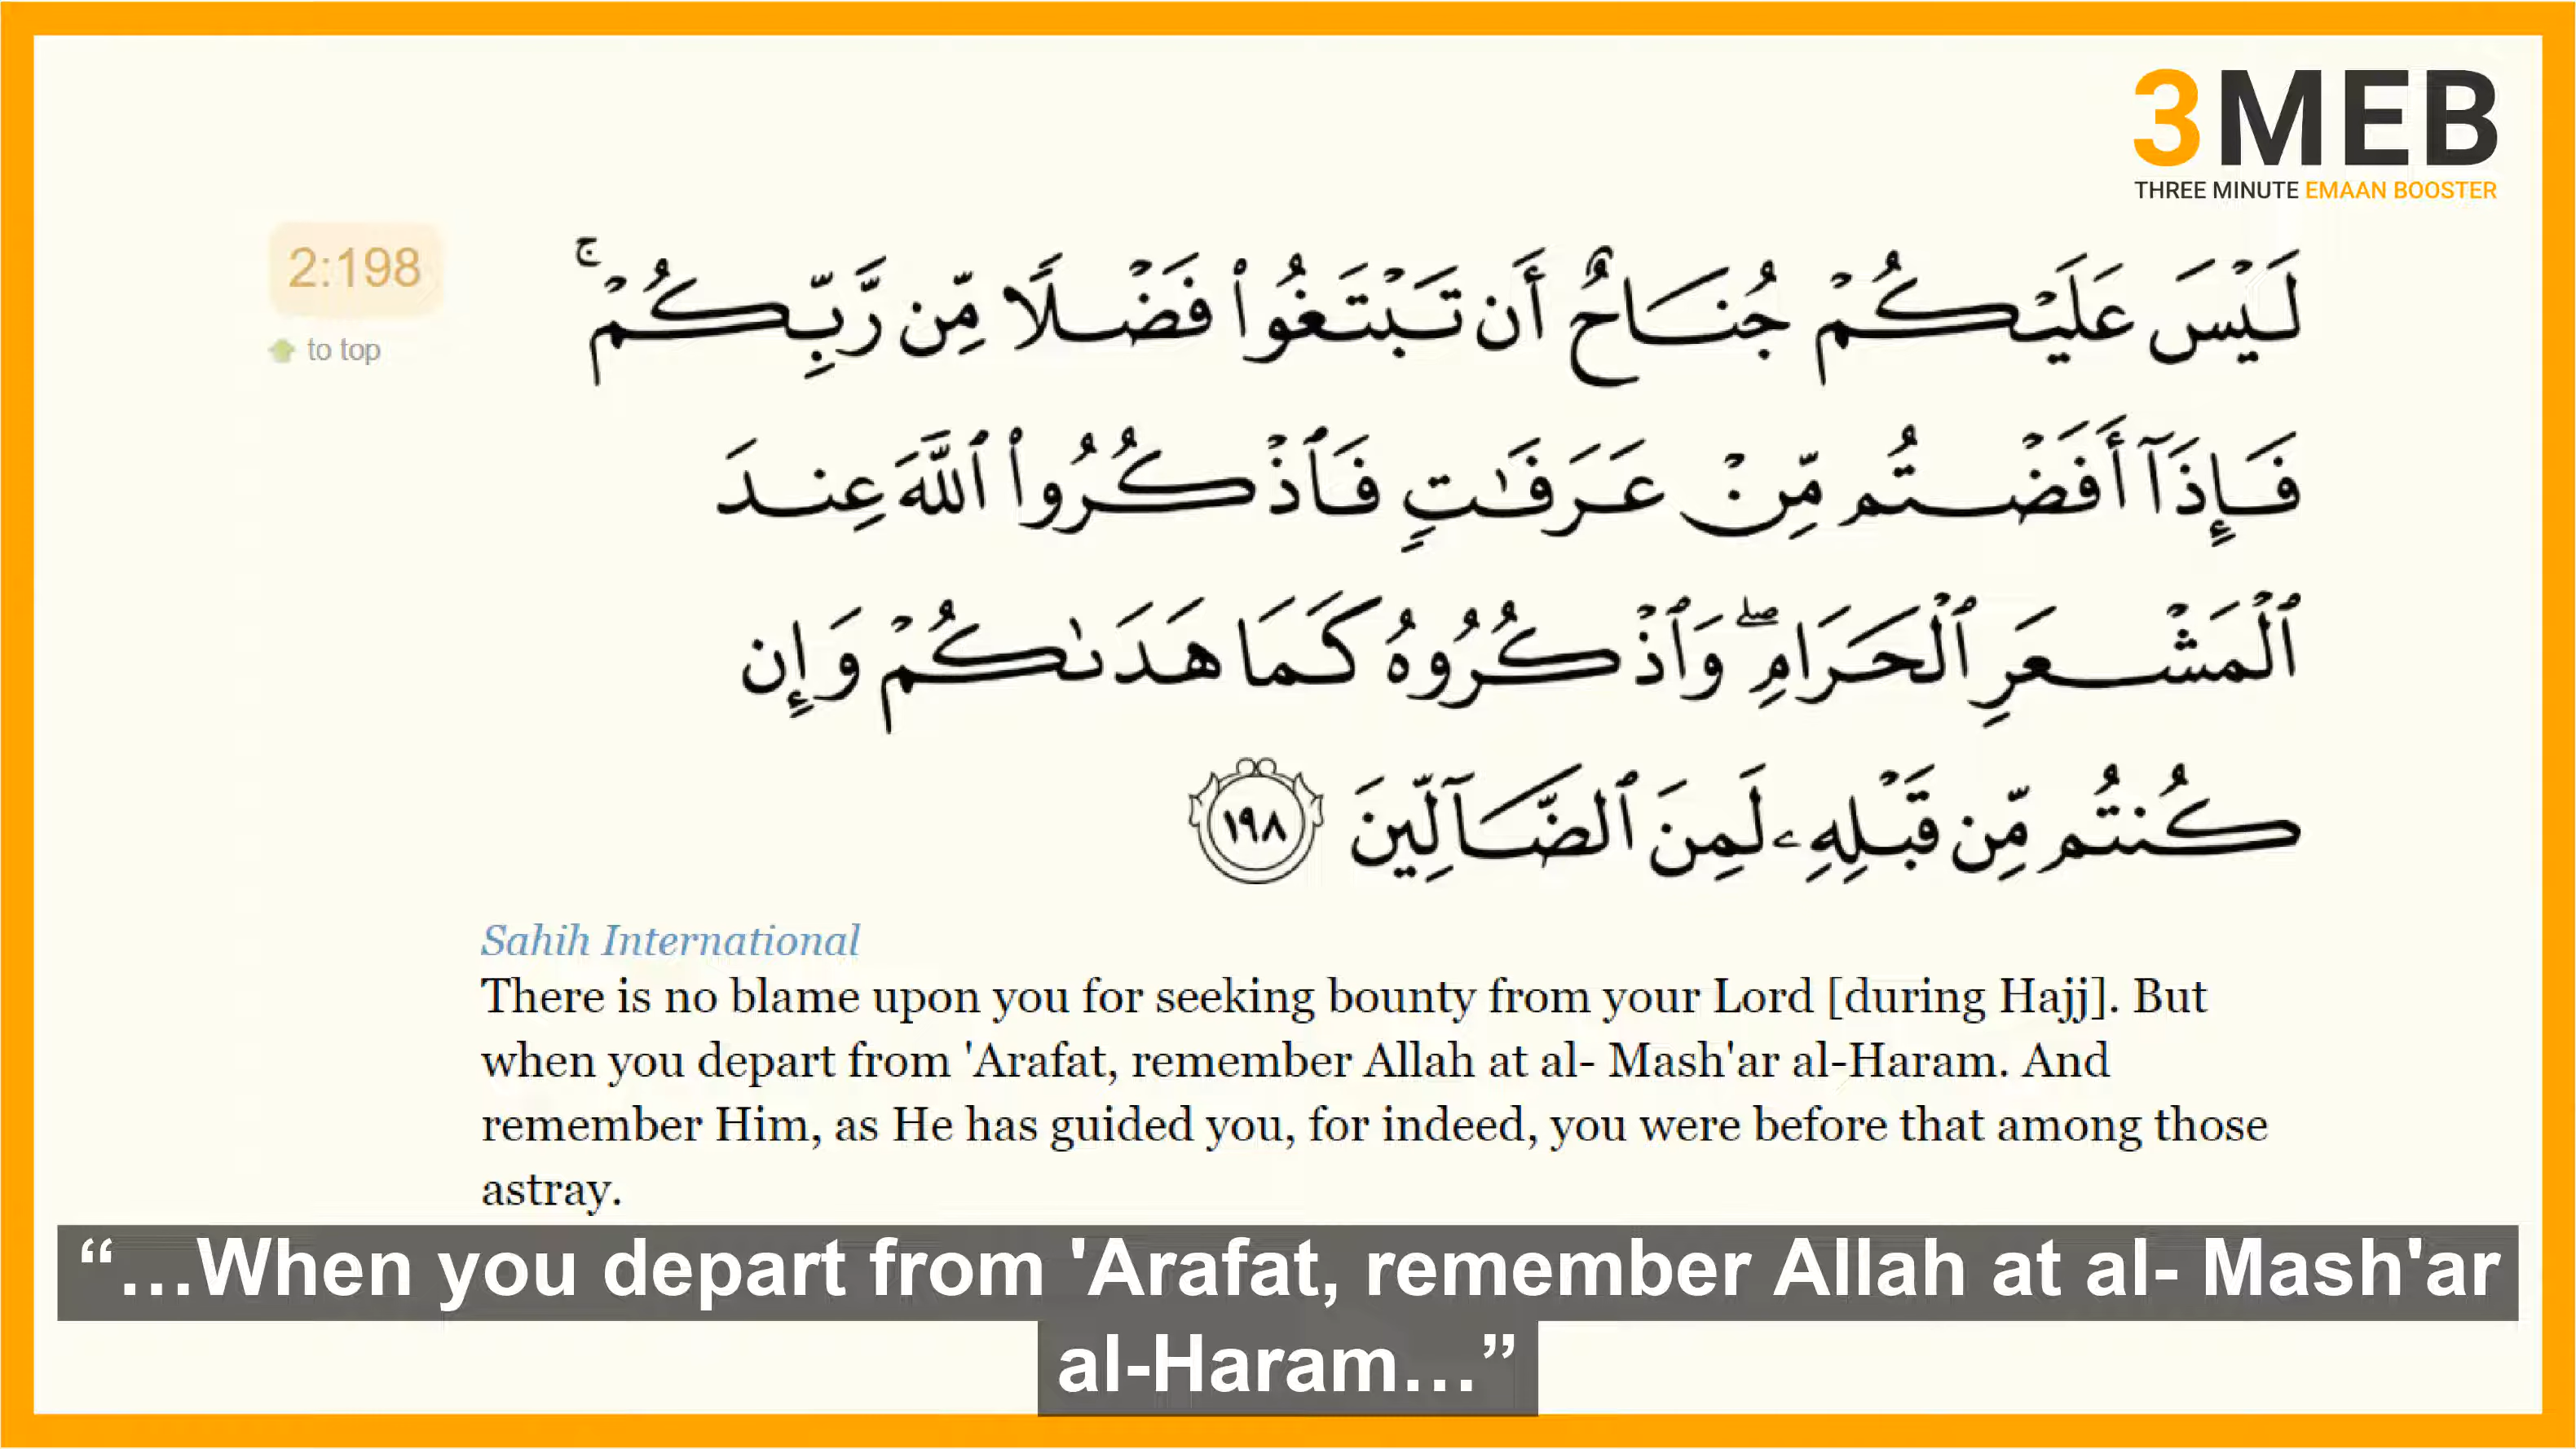 3MEB
THREE MINUTE EMAAN BOOSTER
2:198
to top
لَيْسَ عَلَيْكُمْ جُنَاحٌ أَن تَبْتَغُوا۟ فَضْلًا مِّن رَّبِّكُمْ ۚ
فَإِذَآ أَفَضْتُم مِّنْ عَرَفَٰتٍ فَٱذْكُرُوا۟ ٱللَّهَ عِندَ
ٱلْمَشْعَرِ ٱلْحَرَامِ ۖ وَٱذْكُرُوهُ كَمَا هَدَىٰكُمْ وَإِن
كُنتُم مِّن قَبْلِهِۦ لَمِنَ ٱلضَّآلِّينَ ١٩٨
Sahih International
There is no blame upon you for seeking bounty from your Lord [during Hajj]. But
when you depart from 'Arafat, remember Allah at al- Mash'ar al-Haram. And
remember Him, as He has guided you, for indeed, you were before that among those
astray.
“…When you depart from 'Arafat, remember Allah at al- Mash'ar
al-Haram…”